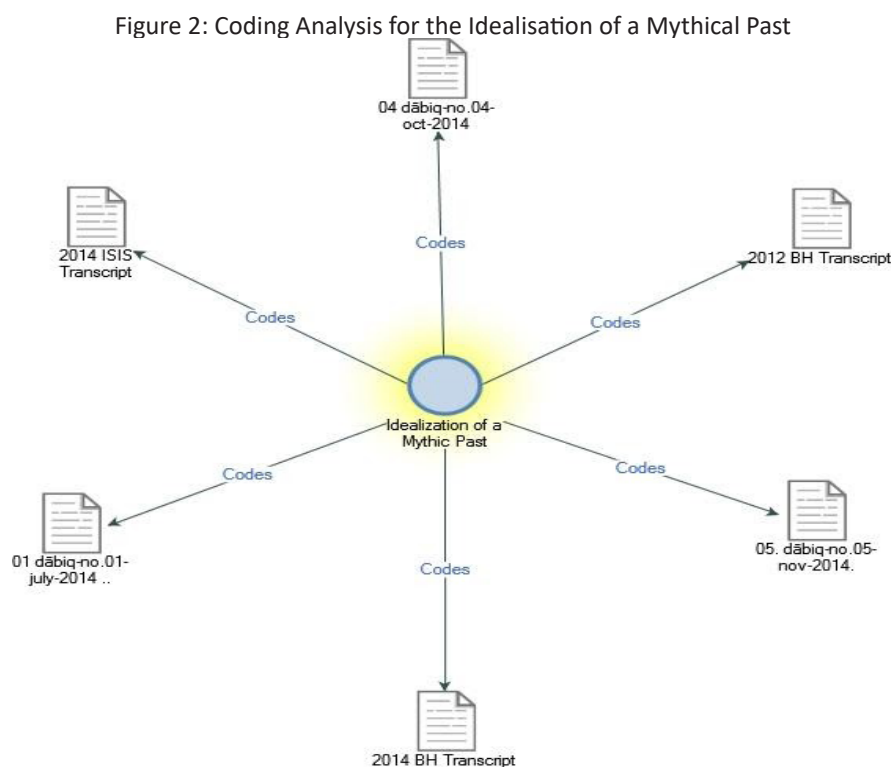 Figure 2: Coding Analysis for the Idealisation of a Mythical Past
04 dābiq-no.04-
oct-2014
2014 ISIS
Transcript
2012 BH Transcript
Codes
Codes
Codes
Idealization of a
Mythic Past
Codes
Codes
01 dābiq-no.01-
july-2014 ..
05. dābiq-no.05-
nov-2014.
Codes
2014 BH Transcript